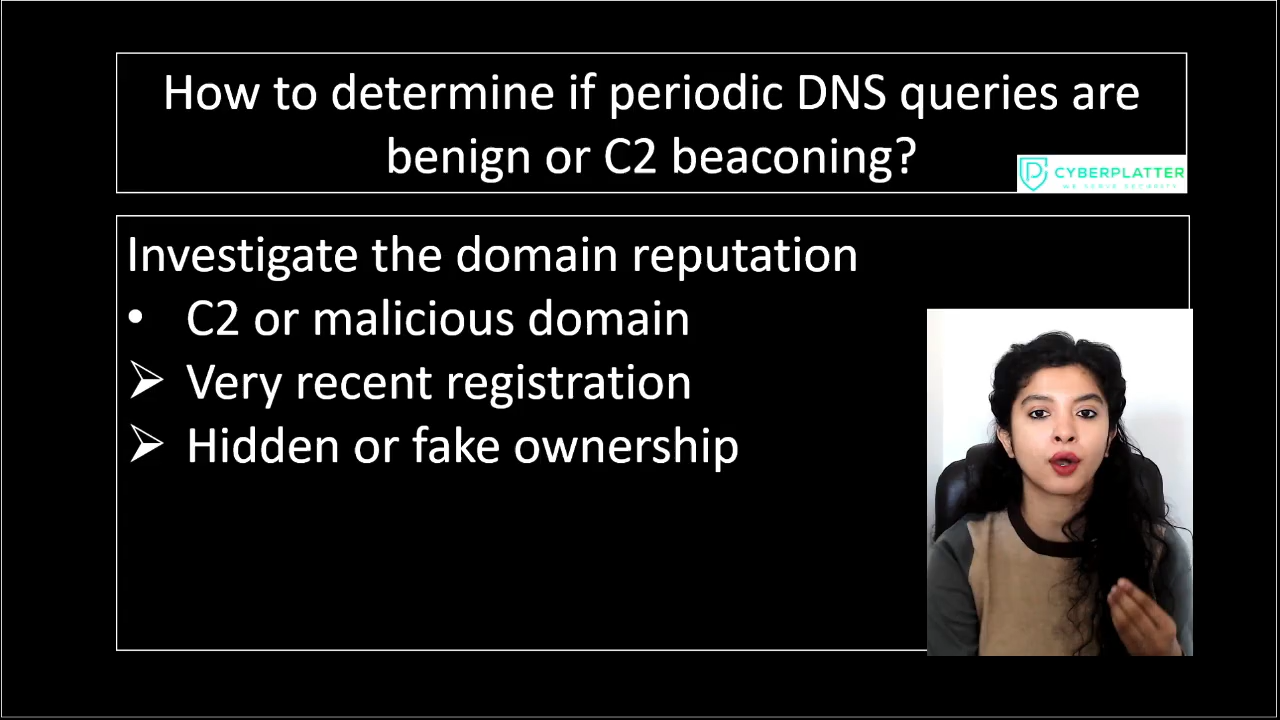 How to determine if periodic DNS queries are
benign or C2 beaconing?
CYBERPLATTER
Investigate the domain reputation
• C2 or malicious domain
➢ Very recent registration
➢ Hidden or fake ownership